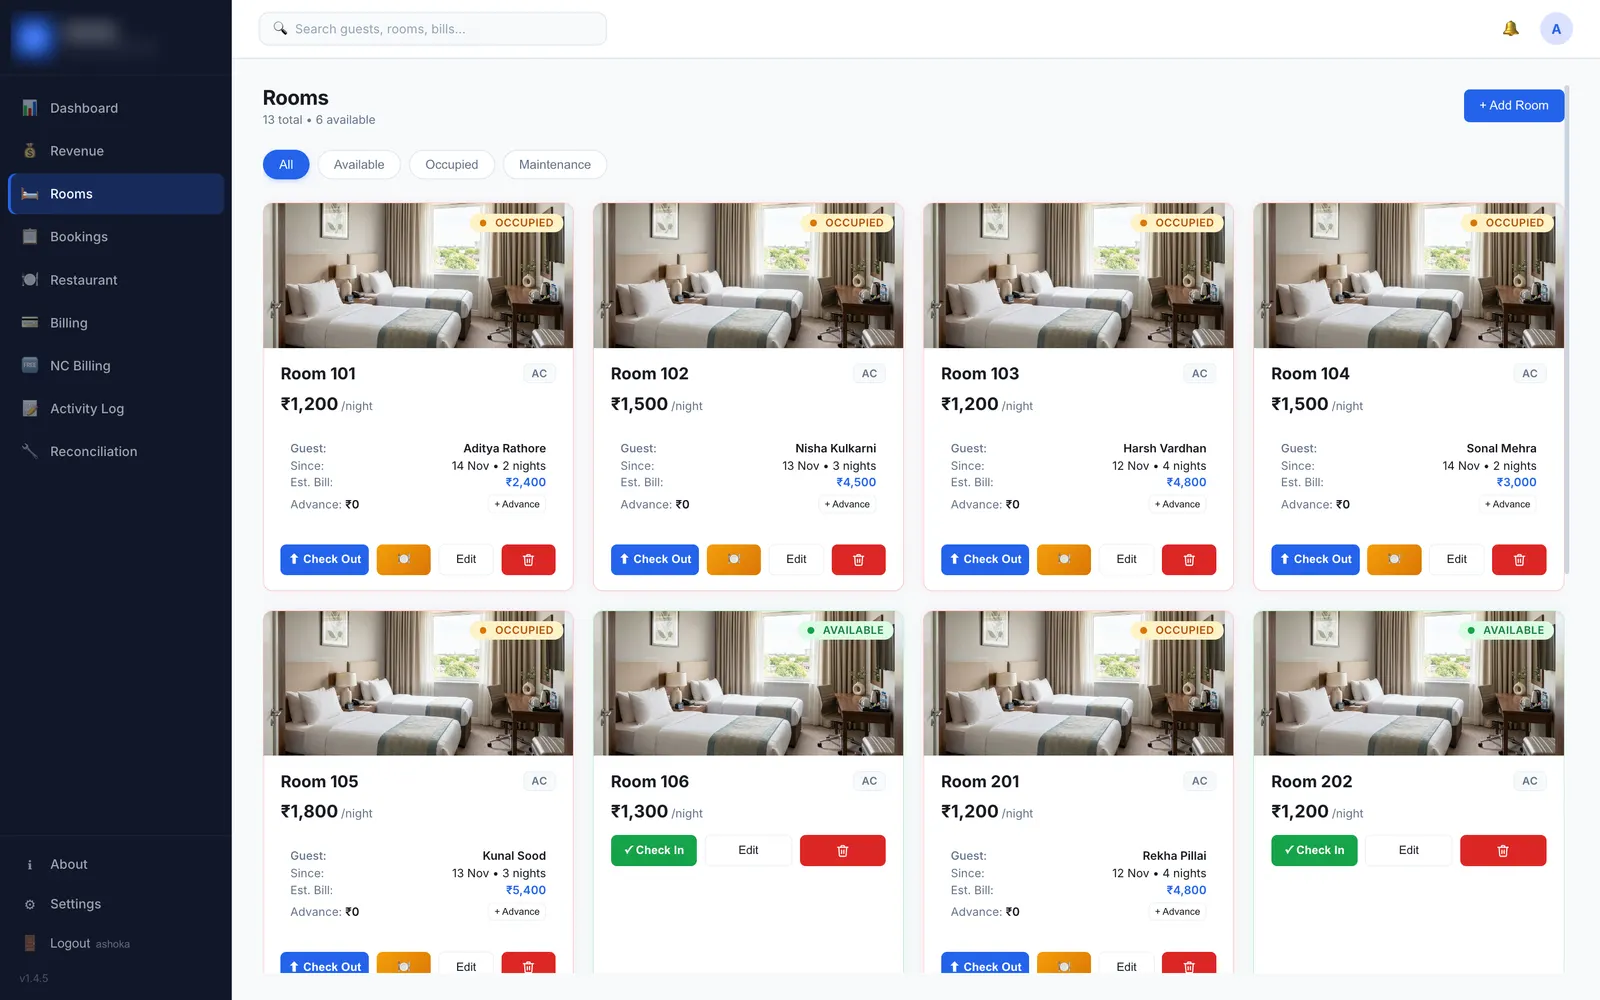 Search guests, rooms, bills...
A
Dashboard
Revenue
Rooms
Bookings
Restaurant
Billing
FREE
NC Billing
Activity Log
Reconciliation
About
Settings
Logout ashoka
v1.4.5
Rooms
13 total • 6 available
+ Add Room
All
Available
Occupied
Maintenance
OCCUPIED
Room 101
AC
₹1,200 /night
Guest: Aditya Rathore
Since: 14 Nov • 2 nights
Est. Bill: ₹2,400
Advance: ₹0
+ Advance
Check Out
Edit
OCCUPIED
Room 102
AC
₹1,500 /night
Guest: Nisha Kulkarni
Since: 13 Nov • 3 nights
Est. Bill: ₹4,500
Advance: ₹0
+ Advance
Check Out
Edit
OCCUPIED
Room 103
AC
₹1,200 /night
Guest: Harsh Vardhan
Since: 12 Nov • 4 nights
Est. Bill: ₹4,800
Advance: ₹0
+ Advance
Check Out
Edit
OCCUPIED
Room 104
AC
₹1,500 /night
Guest: Sonal Mehra
Since: 14 Nov • 2 nights
Est. Bill: ₹3,000
Advance: ₹0
+ Advance
Check Out
Edit
OCCUPIED
Room 105
AC
₹1,800 /night
Guest: Kunal Sood
Since: 13 Nov • 3 nights
Est. Bill: ₹5,400
Advance: ₹0
+ Advance
Check Out
Edit
AVAILABLE
Room 106
AC
₹1,300 /night
✓ Check In
Edit
OCCUPIED
Room 201
AC
₹1,200 /night
Guest: Rekha Pillai
Since: 12 Nov • 4 nights
Est. Bill: ₹4,800
Advance: ₹0
+ Advance
Check Out
Edit
AVAILABLE
Room 202
AC
₹1,200 /night
✓ Check In
Edit